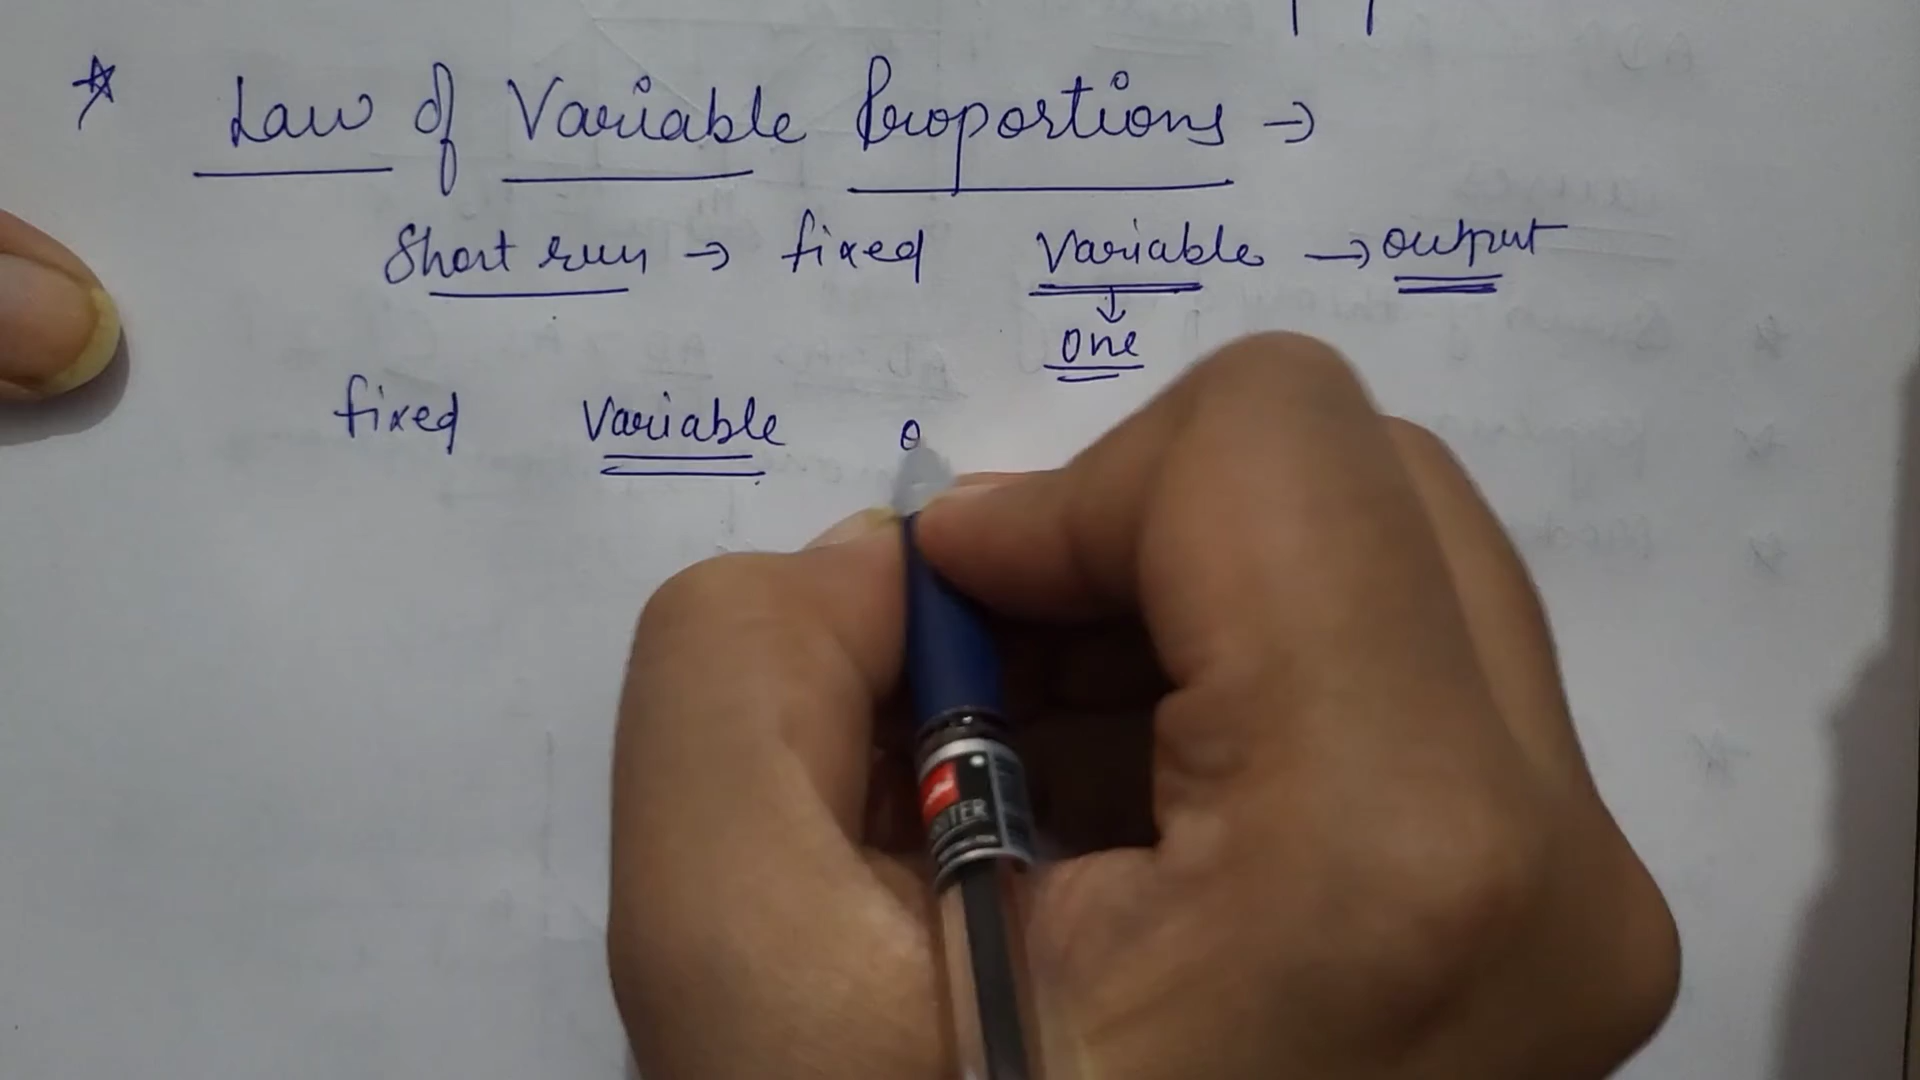 ☆ Law of Variable Proportions →
Short run → fixed Variable → output
↓
one
fixed Variable o